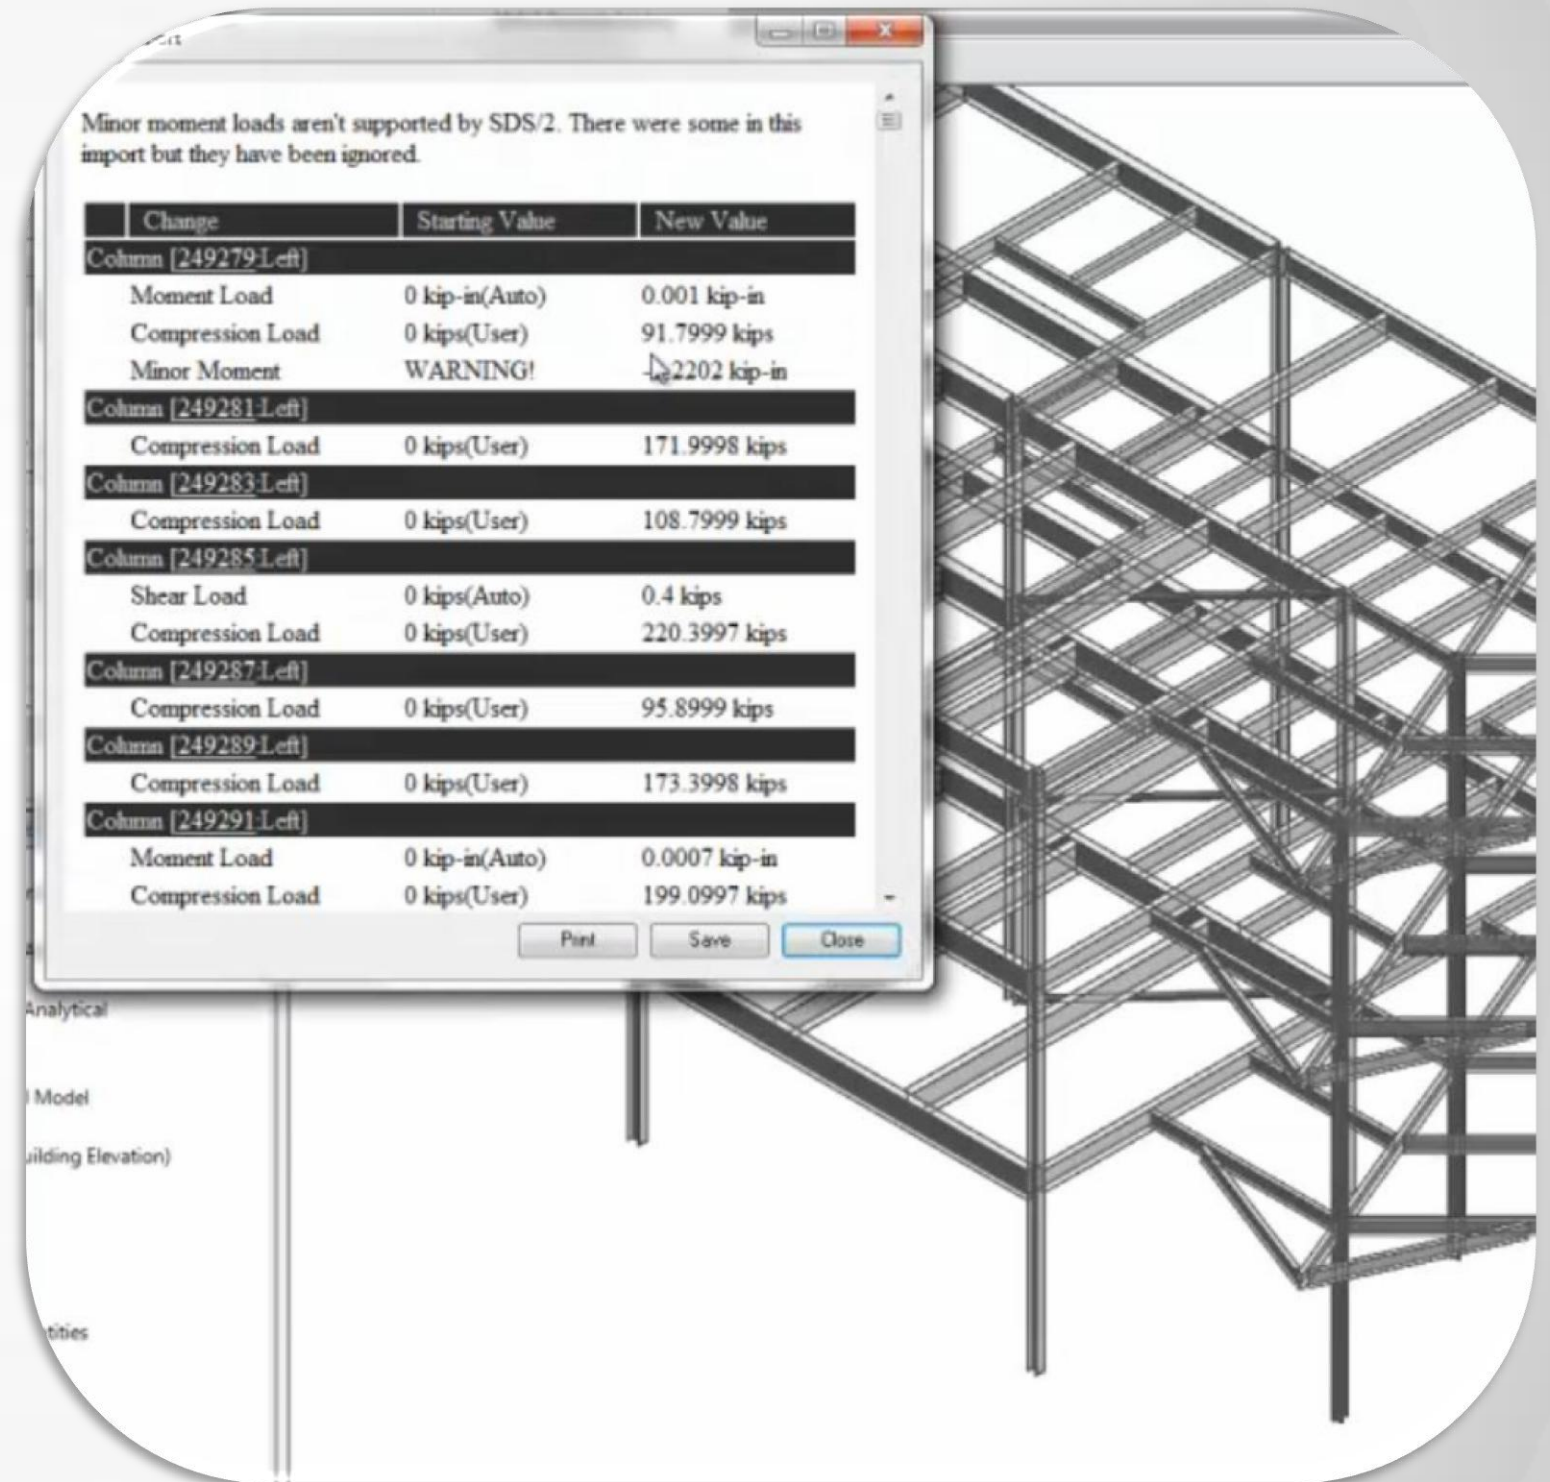 Minor moment loads aren't supported by SDS/2. There were some in this
import but they have been ignored.
Change Starting Value New Value
Column [249279:Left]
Moment Load 0 kip-in(Auto) 0.001 kip-in
Compression Load 0 kips(User) 91.7999 kips
Minor Moment WARNING! 2202 kip-in
Column [249281:Left]
Compression Load 0 kips(User) 171.9998 kips
Column [249283:Left]
Compression Load 0 kips(User) 108.7999 kips
Column [249285:Left]
Shear Load 0 kips(Auto) 0.4 kips
Compression Load 0 kips(User) 220.3997 kips
Column [249287:Left]
Compression Load 0 kips(User) 95.8999 kips
Column [249289:Left]
Compression Load 0 kips(User) 173.3998 kips
Column [249291:Left]
Moment Load 0 kip-in(Auto) 0.0007 kip-in
Compression Load 0 kips(User) 199.0997 kips
Print Save Close
Analytical
Model
uilding Elevation)
tities